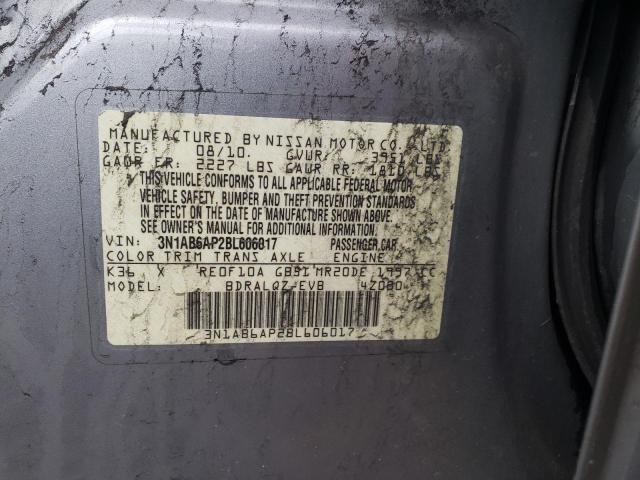 MANUFACTURED BY NISSAN MOTOR CO., LTD.
DATE: 08/10. GVWR: 3951 LBS
GAWR FR: 2227 LBS GAWR RR: 1810 LBS
THIS VEHICLE CONFORMS TO ALL APPLICABLE FEDERAL MOTOR
VEHICLE SAFETY, BUMPER AND THEFT PREVENTION STANDARDS
IN EFFECT ON THE DATE OF MANUFACTURE SHOWN ABOVE.
SEE OWNER'S MANUAL FOR ADDITIONAL INFORMATION.
VIN: 3N1AB6AP2BL606017 PASSENGER CAR
COLOR TRIM TRANS AXLE ENGINE
K36 X RE0F10A GB91 MR20DE 1997 CC
MODEL: BDRALQZ-EVB 4Z080
3N1AB6AP2BL606017